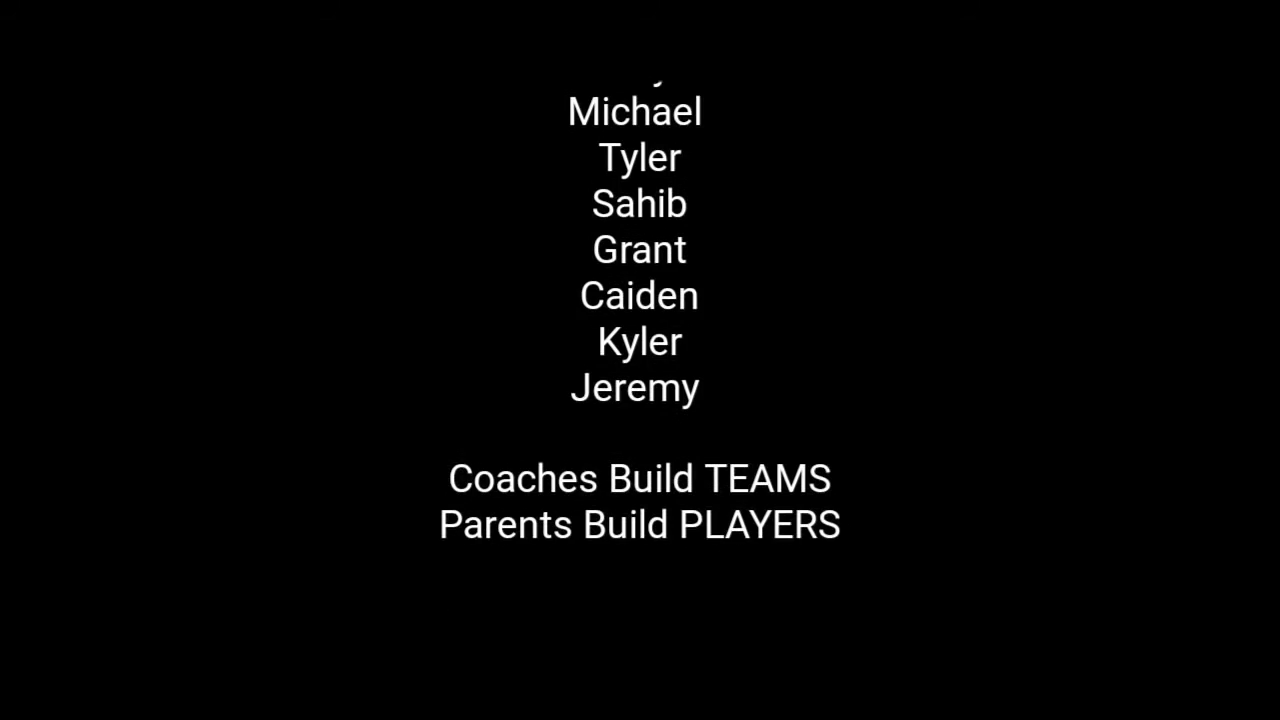 Michael
Tyler
Sahib
Grant
Caiden
Kyler
Jeremy
Coaches Build TEAMS
Parents Build PLAYERS